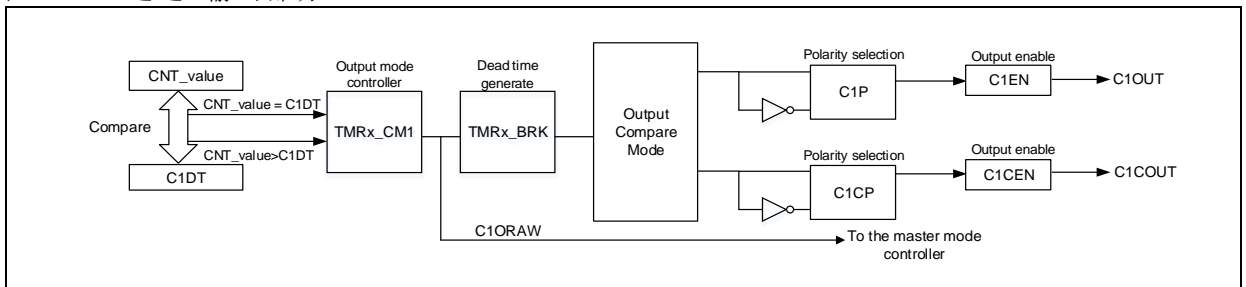 CNT_value
Compare
C1DT
CNT_value = C1DT
CNT_value>C1DT
Output mode
controller
TMRx_CM1
Dead time
generate
TMRx_BRK
C1ORAW
Output
Compare
Mode
Polarity selection
C1P
Output enable
C1EN
C1OUT
Polarity selection
C1CP
Output enable
C1CEN
C1COUT
To the master mode
controller